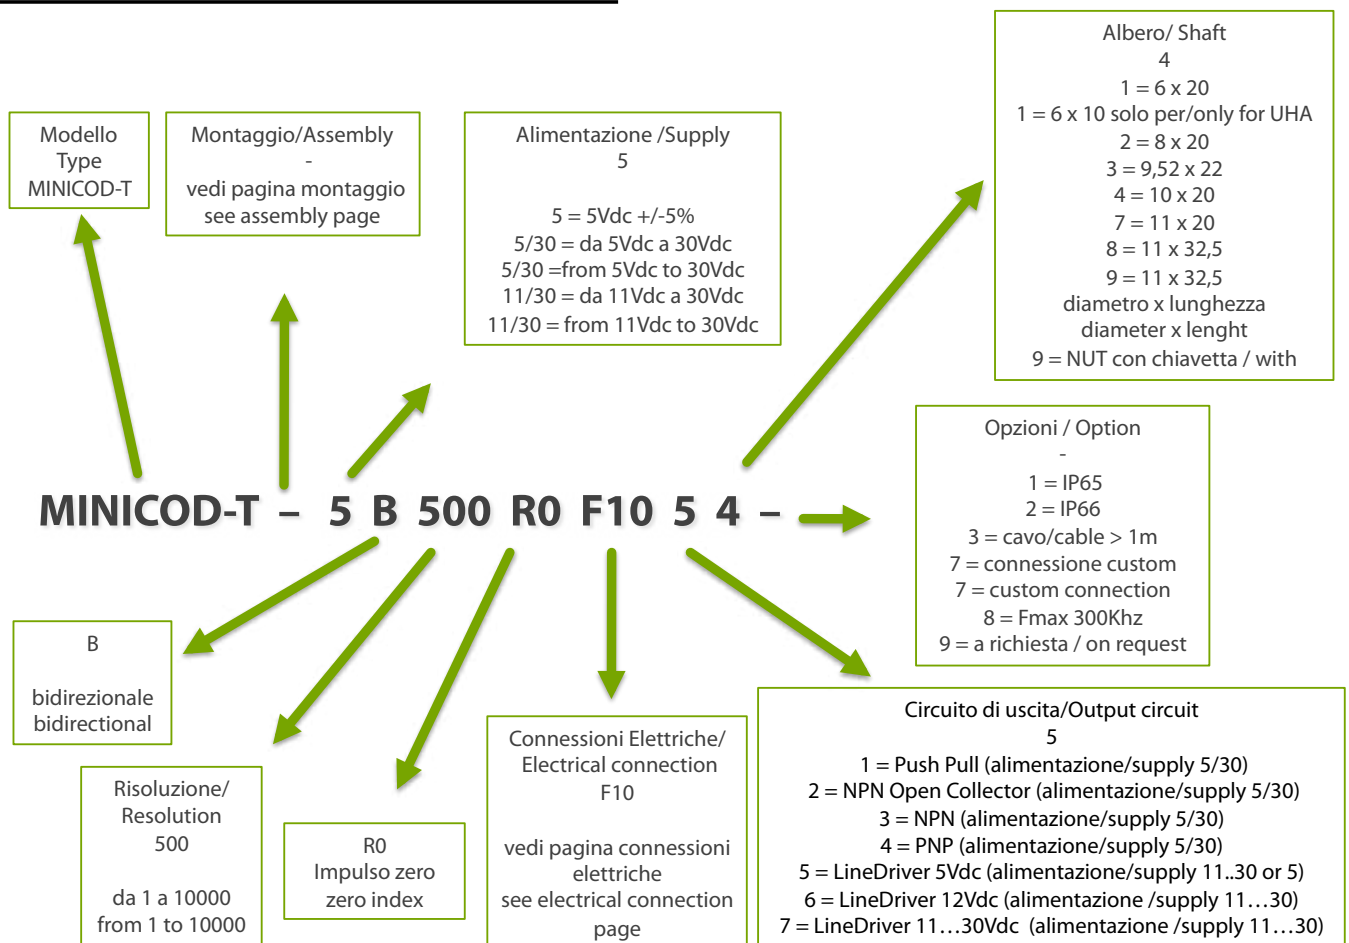 Albero/ Shaft
4
1 = 6 x 20
1 = 6 x 10 solo per/only for UHA
2 = 8 x 20
3 = 9,52 x 22
4 = 10 x 20
7 = 11 x 20
8 = 11 x 32,5
9 = 11 x 32,5
diametro x lunghezza
diameter x lenght
9 = NUT con chiavetta / with
Modello
Type
MINICOD-T
Montaggio/Assembly
-
vedi pagina montaggio
see assembly page
Alimentazione /Supply
5
5 = 5Vdc +/-5%
5/30 = da 5Vdc a 30Vdc
5/30 =from 5Vdc to 30Vdc
11/30 = da 11Vdc a 30Vdc
11/30 = from 11Vdc to 30Vdc
Opzioni / Option
-
1 = IP65
2 = IP66
3 = cavo/cable > 1m
7 = connessione custom
7 = custom connection
8 = Fmax 300Khz
9 = a richiesta / on request
MINICOD-T – 5 B 500 R0 F10 5 4 –
B
bidirezionale
bidirectional
Risoluzione/
Resolution
500
da 1 a 10000
from 1 to 10000
R0
Impulso zero
zero index
Connessioni Elettriche/
Electrical connection
F10
vedi pagina connessioni
elettriche
see electrical connection
page
Circuito di uscita/Output circuit
5
1 = Push Pull (alimentazione/supply 5/30)
2 = NPN Open Collector (alimentazione/supply 5/30)
3 = NPN (alimentazione/supply 5/30)
4 = PNP (alimentazione/supply 5/30)
5 = LineDriver 5Vdc (alimentazione/supply 11..30 or 5)
6 = LineDriver 12Vdc (alimentazione/supply 11…30)
7 = LineDriver 11…30Vdc (alimentazione /supply 11…30)